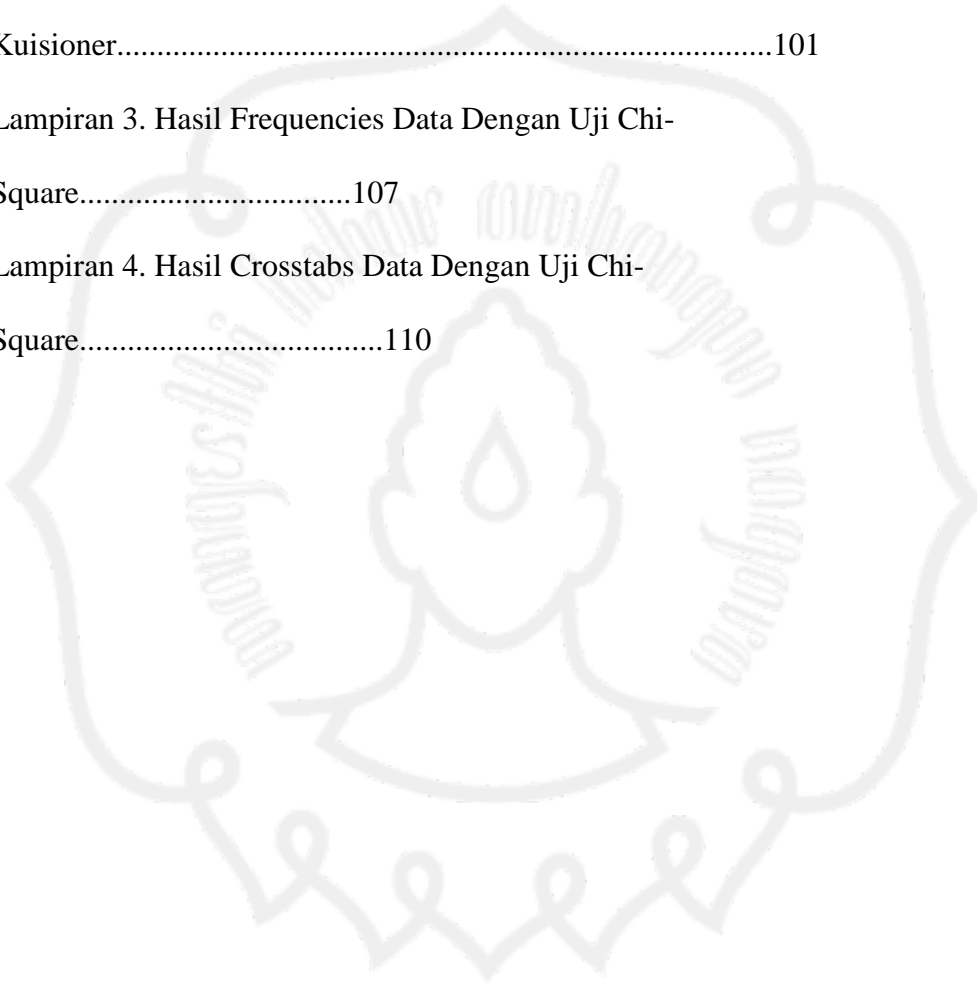 Kuisioner..................................................................................101
Lampiran 3. Hasil Frequencies Data Dengan Uji Chi-
Square.............................107
Lampiran 4. Hasil Crosstabs Data Dengan Uji Chi-
Square................................110